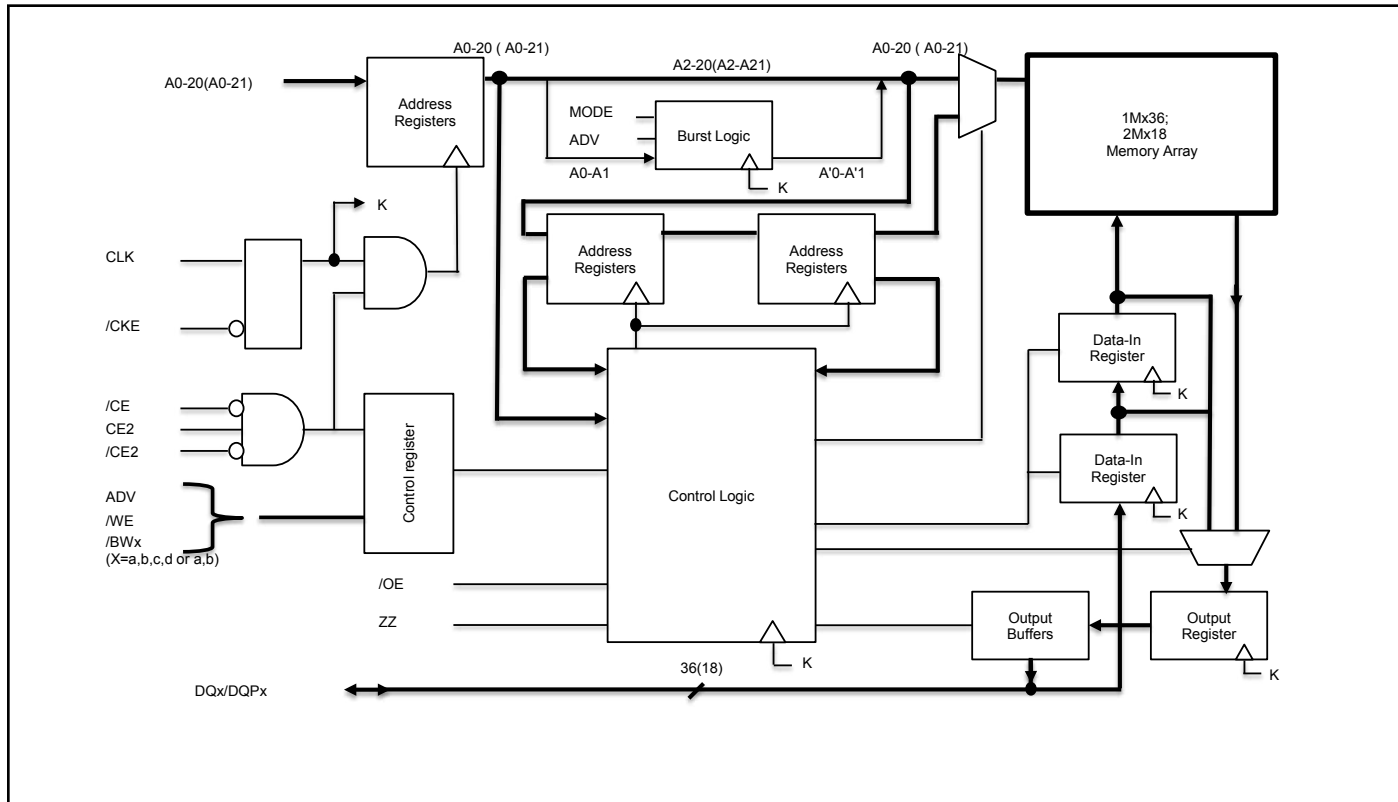 A0-20 ( A0-21)
A0-20 ( A0-21)
A2-20(A2-A21)
A0-20(A0-21)
Address
Registers
MODE
ADV
Burst Logic
A0-A1
A'0-A'1
K
1Mx36;
2Mx18
Memory Array
K
CLK
/CKE
Address
Registers
Address
Registers
Data-In
Register
K
/CE
CE2
/CE2
Control register
Data-In
Register
K
ADV
/WE
/BWx
(X=a,b,c,d or a,b)
Control Logic
/OE
ZZ
K
Output
Buffers
Output
Register
K
36(18)
DQx/DQPx